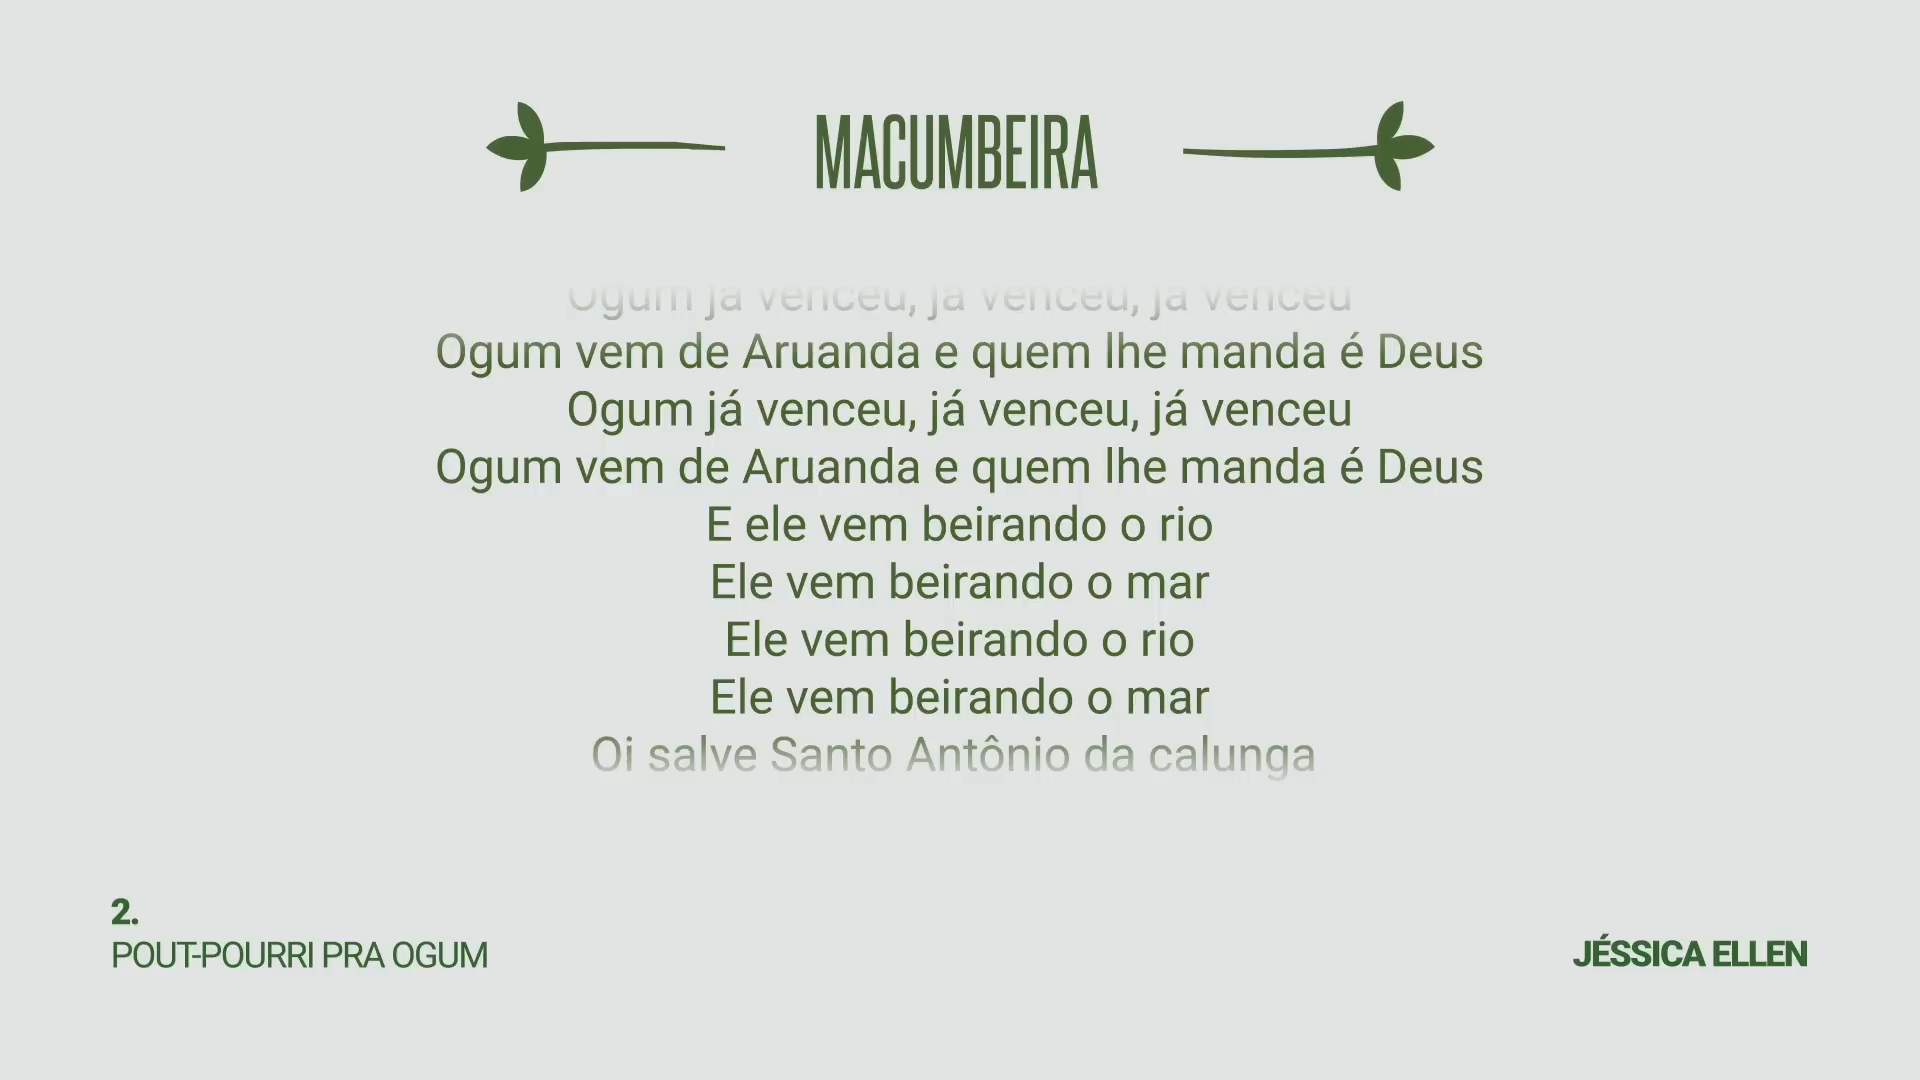 MACUMBEIRA
Ogum já venceu, já venceu, já venceu
Ogum vem de Aruanda e quem lhe manda é Deus
Ogum já venceu, já venceu, já venceu
Ogum vem de Aruanda e quem lhe manda é Deus
E ele vem beirando o rio
Ele vem beirando o mar
Ele vem beirando o rio
Ele vem beirando o mar
Oi salve Santo Antônio da calunga
2.
POUT-POURRI PRA OGUM
JÉSSICA ELLEN